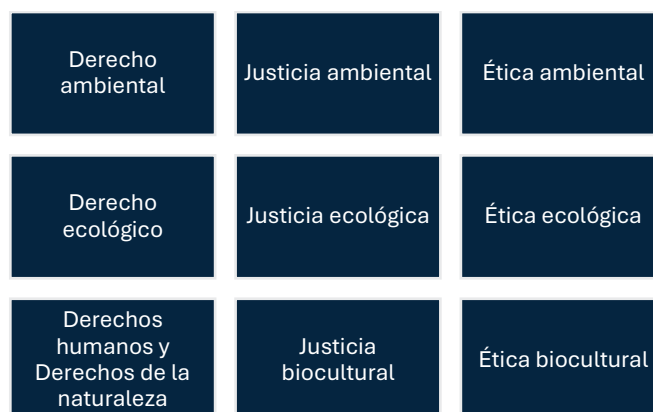 Derecho
ambiental
Justicia ambiental
Ética ambiental
Derecho
ecológico
Justicia ecológica
Ética ecológica
Derechos
humanos y
Derechos de la
naturaleza
Justicia
biocultural
Ética biocultural